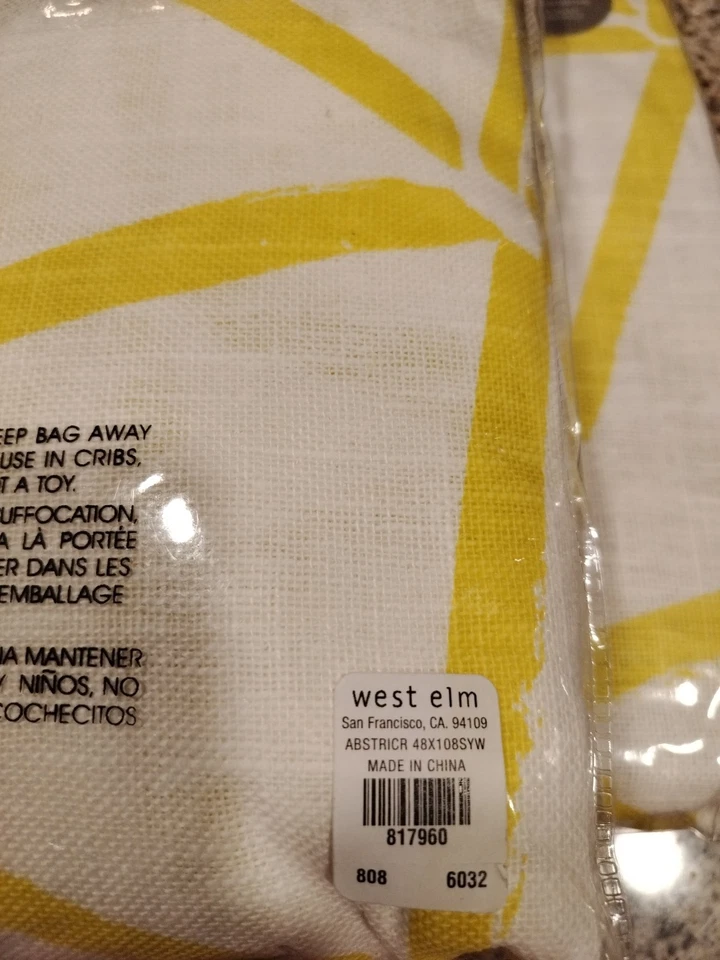 EEP BAG AWAY
USE IN CRIBS,
T A TOY.
UFFOCATION,
A LÀ PORTÉE
ER DANS LES
EMBALLAGE
IA MANTENER
Y NIÑOS, NO
COCHECITOS
west elm
San Francisco, CA. 94109
ABSTRICR 48X108SYW
MADE IN CHINA
817960
808 6032